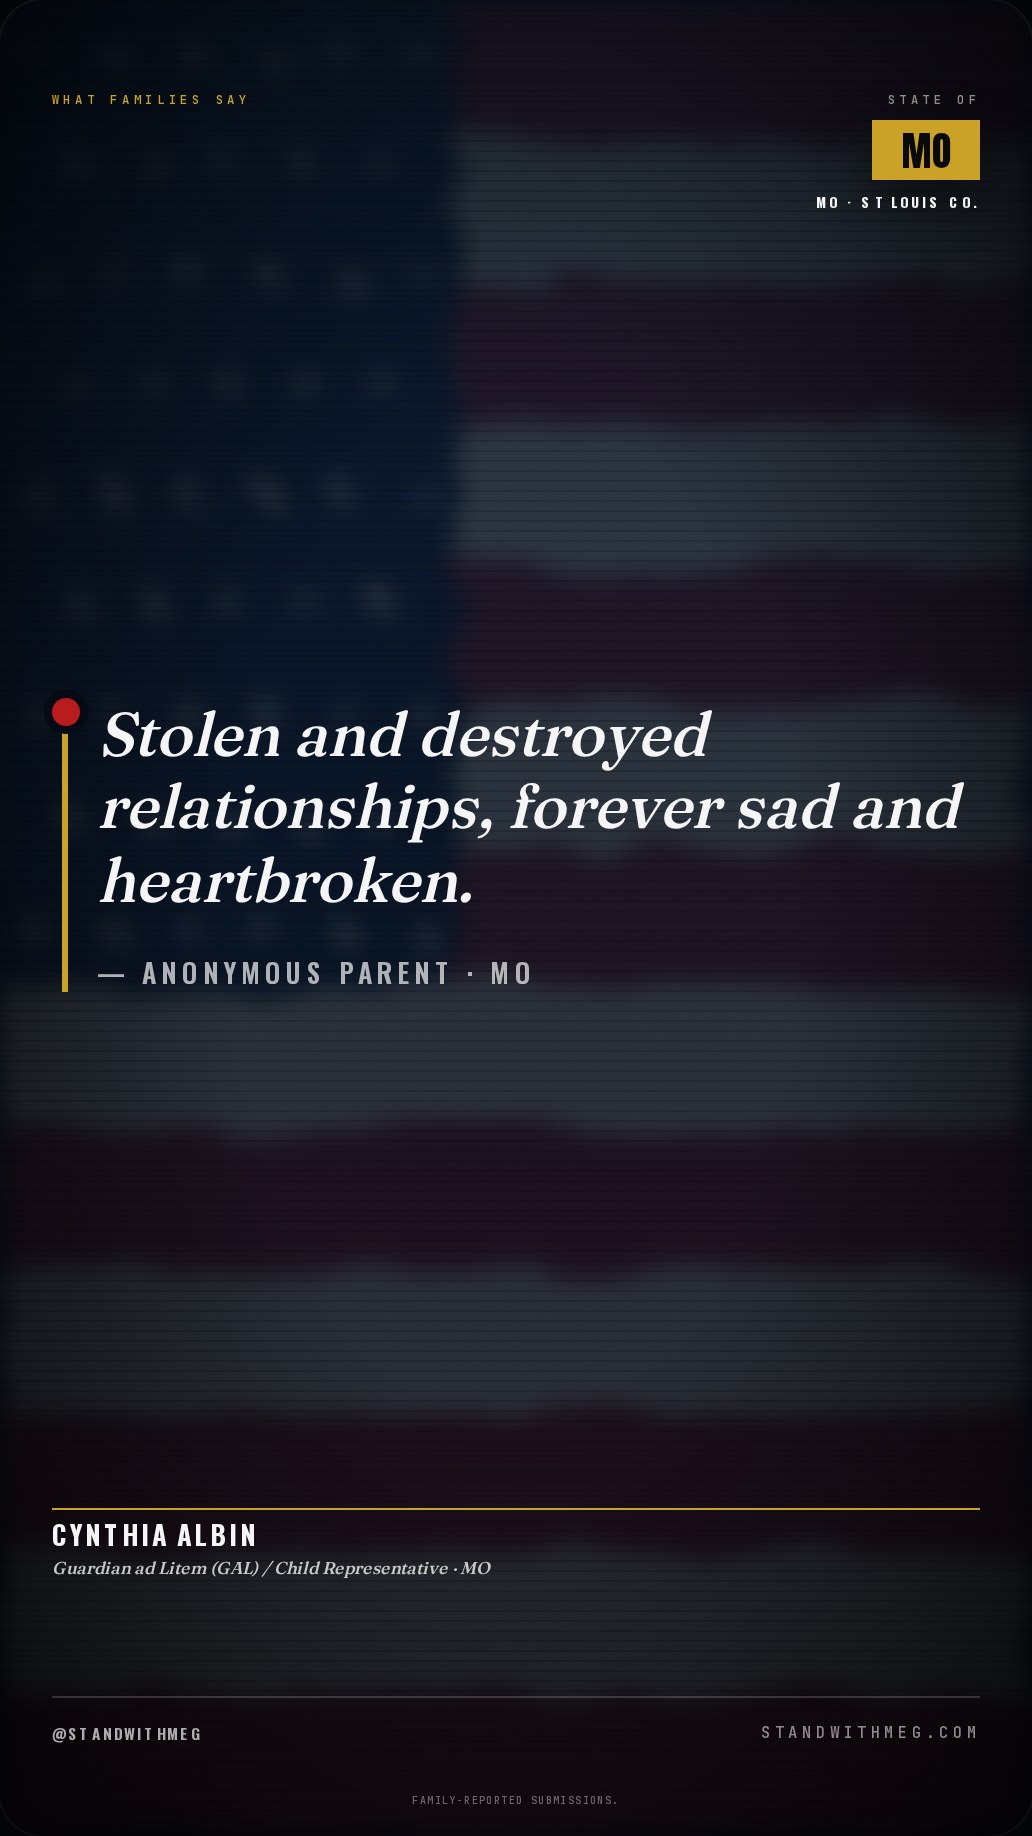 WHAT FAMILIES SAY
STATE OF
MO
MO · ST LOUIS CO.
Stolen and destroyed
relationships, forever sad and
heartbroken.
— ANONYMOUS PARENT · MO
CYNTHIA ALBIN
Guardian ad Litem (GAL) / Child Representative · MO
@STANDWITHMEG
STANDWITHMEG.COM
FAMILY-REPORTED SUBMISSIONS.